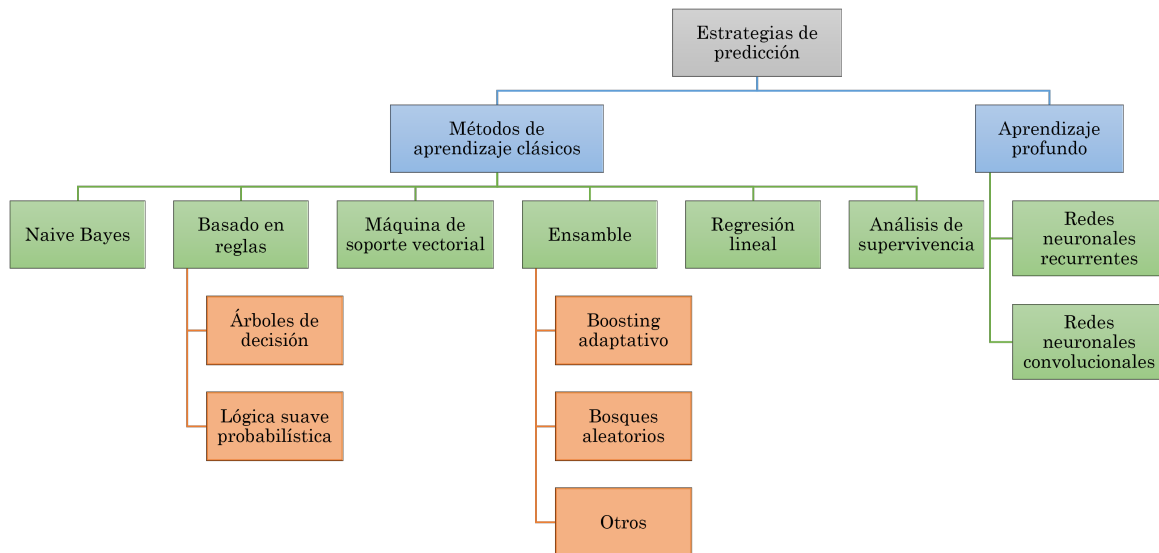 Estrategias de
predicción
Métodos de
aprendizaje clásicos
Aprendizaje
profundo
Naive Bayes
Basado en
reglas
Máquina de
soporte vectorial
Ensamble
Regresión
lineal
Análisis de
supervivencia
Redes
neuronales
recurrentes
Árboles de
decisión
Boosting
adaptativo
Redes
neuronales
convolucionales
Lógica suave
probabilística
Bosques
aleatorios
Otros